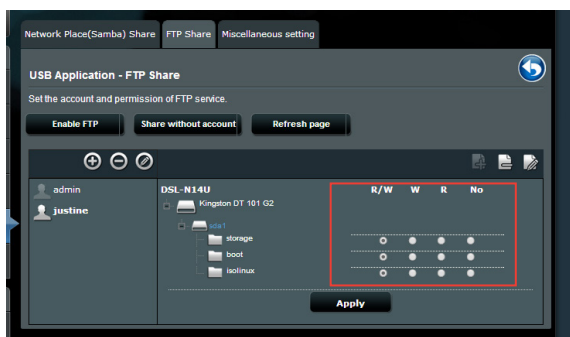 Network Place(Samba) Share FTP Share Miscellaneous setting
USB Application - FTP Share
Set the account and permission of FTP service.
Enable FTP Share without account Refresh page
admin
justine
DSL-N14U R/W W R No
Kingston DT 101 G2
sda1
storage
boot
isolinux
Apply